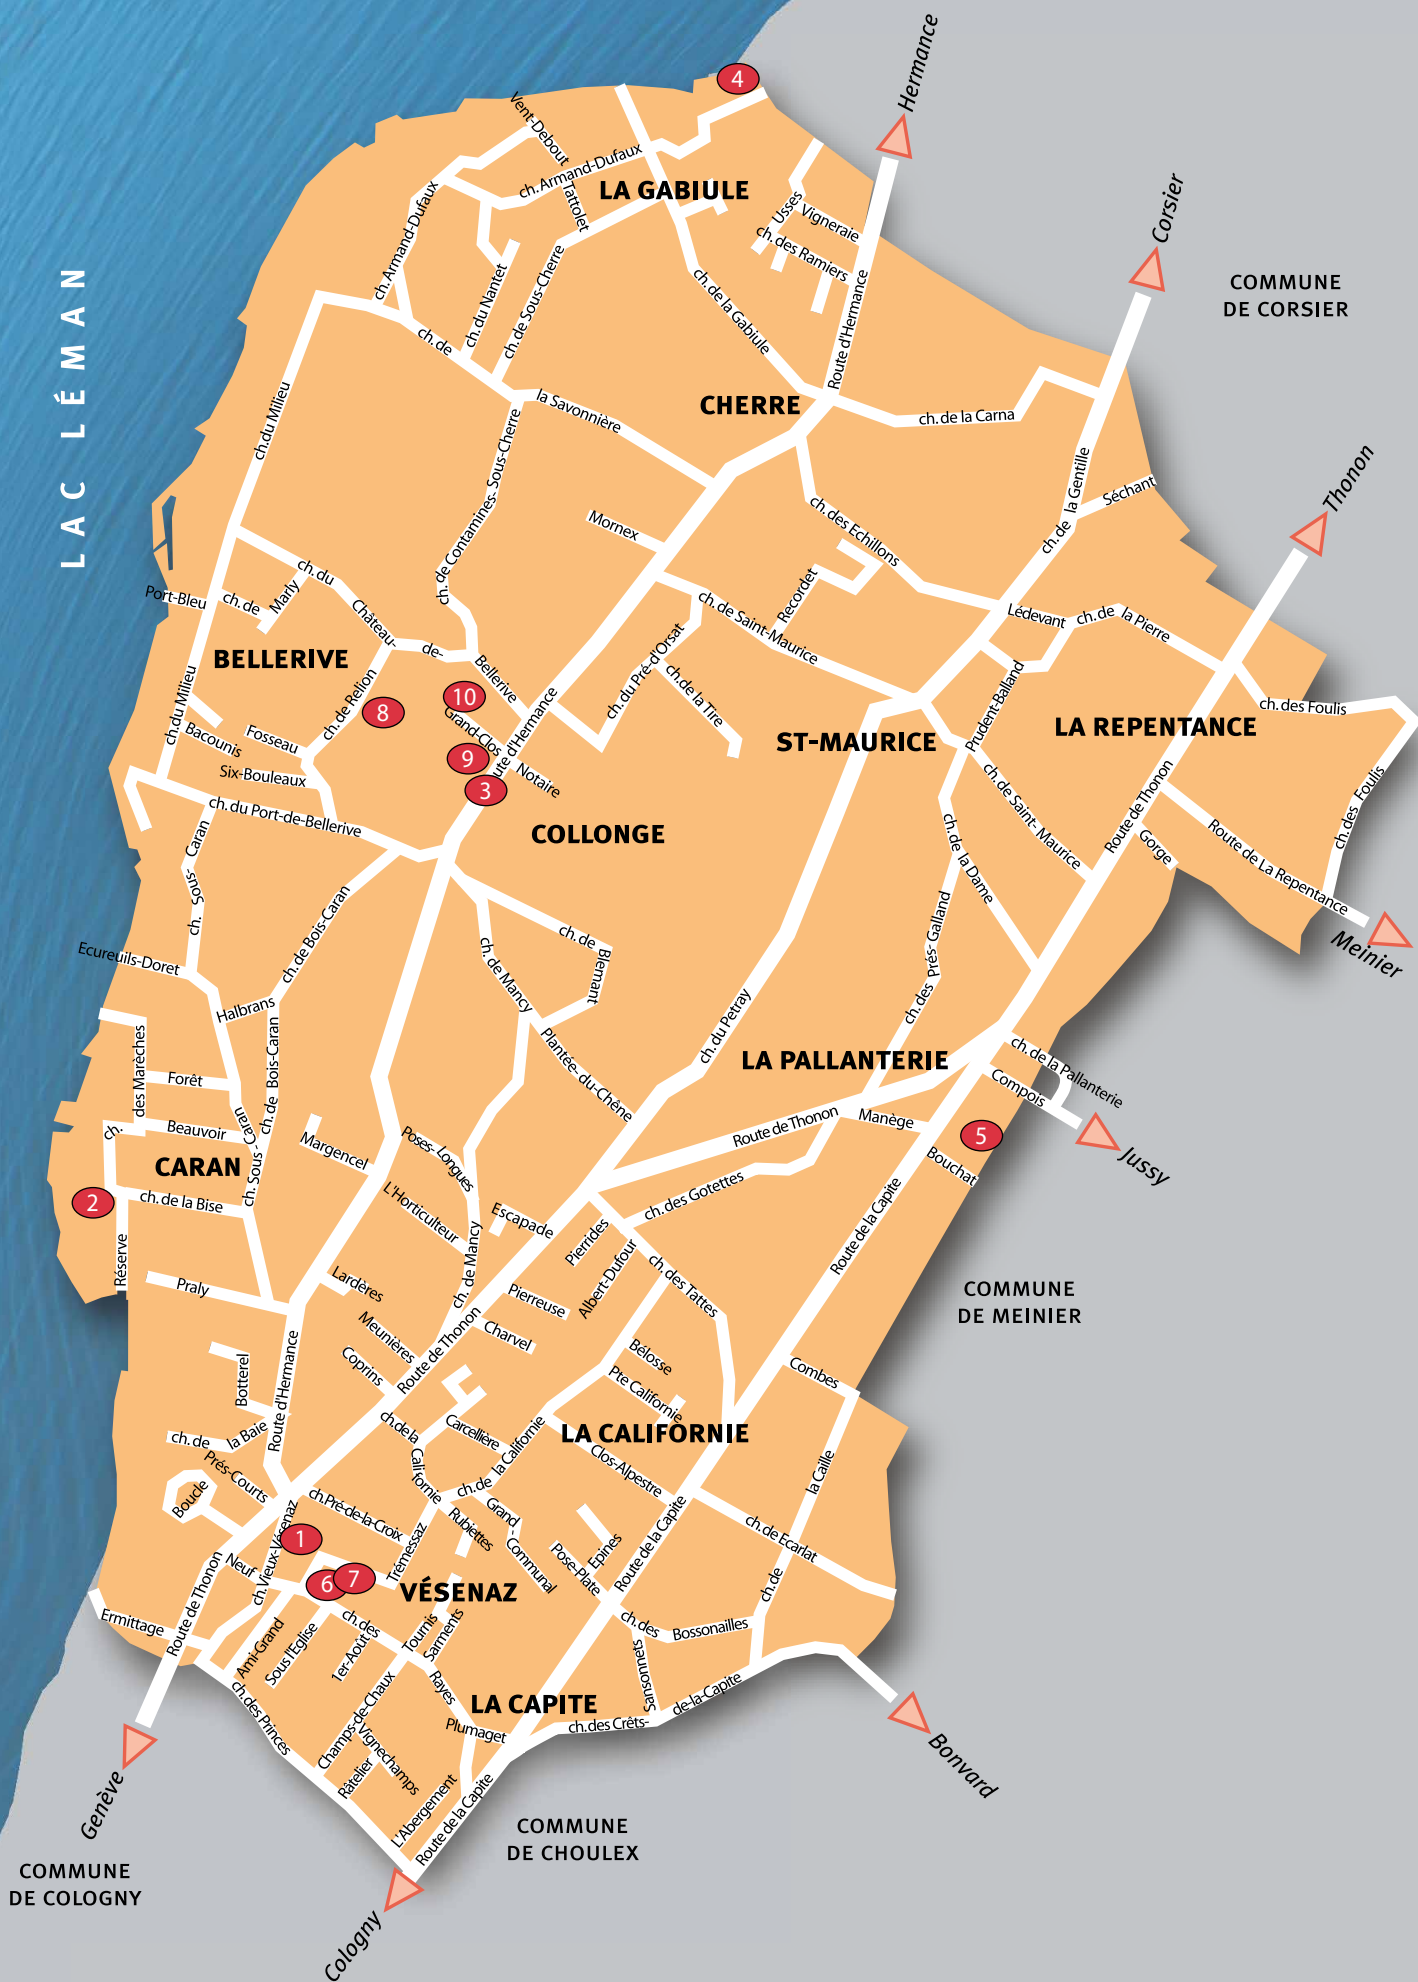 Hermance
4
Vent-Debout
ch. Armand-Dufaux
Tattolet
LA GABIULE
Usses
Vigneraie
ch. des Ramiers
Corsier
COMMUNE
DE CORSIER
LAC LÉMAN
ch. Armand-Dufaux
ch. du Nantet
ch. de Sous-Cherre
ch. de la Gabiule
Route d'Hermance
ch. de
la Savonnière
CHERRE
ch. de la Carna
ch. du Milieu
ch. de Contamines-Sous-Cherre
ch. de la Gentille
Séchant
Thonon
Mornex
ch. des Echillons
Recordet
ch. du
Château-
de-
Bellerive
Port-Bleu
ch. de
Marly
ch. de Saint-Maurice
Lédevant
ch. de la Pierre
BELLERIVE
ch. du Pré-d'Orsat
ch. de la Tire
Prudent-Balland
ch. du Milieu
ch. de Relion
8
10
Grand-Clos
9
3
Route d'Hermance
Notaire
Bacounis
Fosseau
Six-Bouleaux
ST-MAURICE
LA REPENTANCE
ch. des Foulis
ch. des Foulis
ch. du Port-de-Bellerive
COLLONGE
ch. de Saint-Maurice
Route de Thonon
Gorge
Route de La Repentance
Meinier
ch. Sous-Caran
ch. de la Dame
ch. des Prés-Galland
ch. de Bois-Caran
Ecureuils-Doret
Halbrans
ch. de Mancy
ch. de
Blemant
ch. du Petray
Plantée-du-Chêne
LA PALLANTERIE
ch. de la Pallanterie
Compois
Jussy
des Marèches
ch.
Forêt
Beauvoir
ch. de Bois-Caran
ch. Sous-Caran
CARAN
Margencel
Poses-Longues
Route de Thonon
Manège
5
Bouchat
2
ch. de la Bise
Réserve
L'Horticulteur
Escapade
ch. des Gotettes
Pierrides
Albert-Dufour
Route de la Capite
Praly
Lardères
ch. de Mancy
Pierreuse
ch. des Tattes
COMMUNE
DE MEINIER
Meunières
Charvel
Coprins
Route de Thonon
Bélosse
Pte Californie
Combes
Botterel
Route d'Hermance
ch. de la Baie
ch. de la
Californie
Carcellière
ch. de la Californie
LA CALIFORNIE
Clos-Alpestre
la Caille
ch. de
Prés-Courts
Boucle
ch. Pré-de-la-Croix
Rubiettes
Grand-Communal
Route de la Capite
ch. de Ecarlat
ch. Vieux-Vésenaz
1
Trémessaz
Pose-Plate
Epines
Neuf
6
7
VÉSENAZ
Ermittage
Route de Thonon
Ami-Grand
Sous l'Eglise
1er-Août
ch. des
Rayes
Tournis
Sarments
ch. des
Bossonailles
Sansonnets
ch. des Princes
Champs-de-Chaux
Vignechamps
Râtelier
LA CAPITE
Plumaget
ch. des Crêts-
de-la-Capite
Bonvard
L'Abergement
Route de la Capite
Genève
COMMUNE
DE CHOULEX
COMMUNE
DE COLOGNY
Cologny